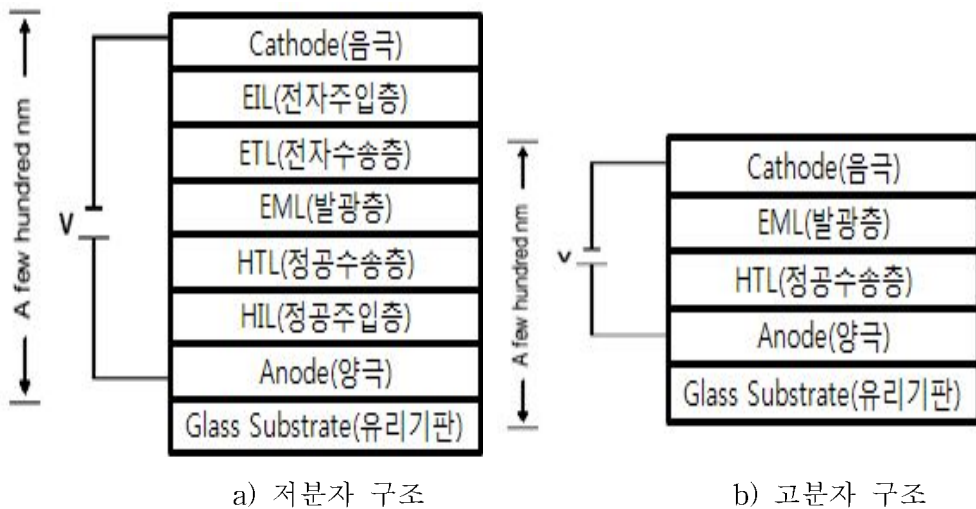 A few hundred nm
V
Cathode(음극)
EIL(전자주입층)
ETL(전자수송층)
EML(발광층)
HTL(정공수송층)
HIL(정공주입층)
Anode(양극)
Glass Substrate(유리기판)
a) 저분자 구조
A few hundred nm
V
Cathode(음극)
EML(발광층)
HTL(정공수송층)
Anode(양극)
Glass Substrate(유리기판)
b) 고분자 구조